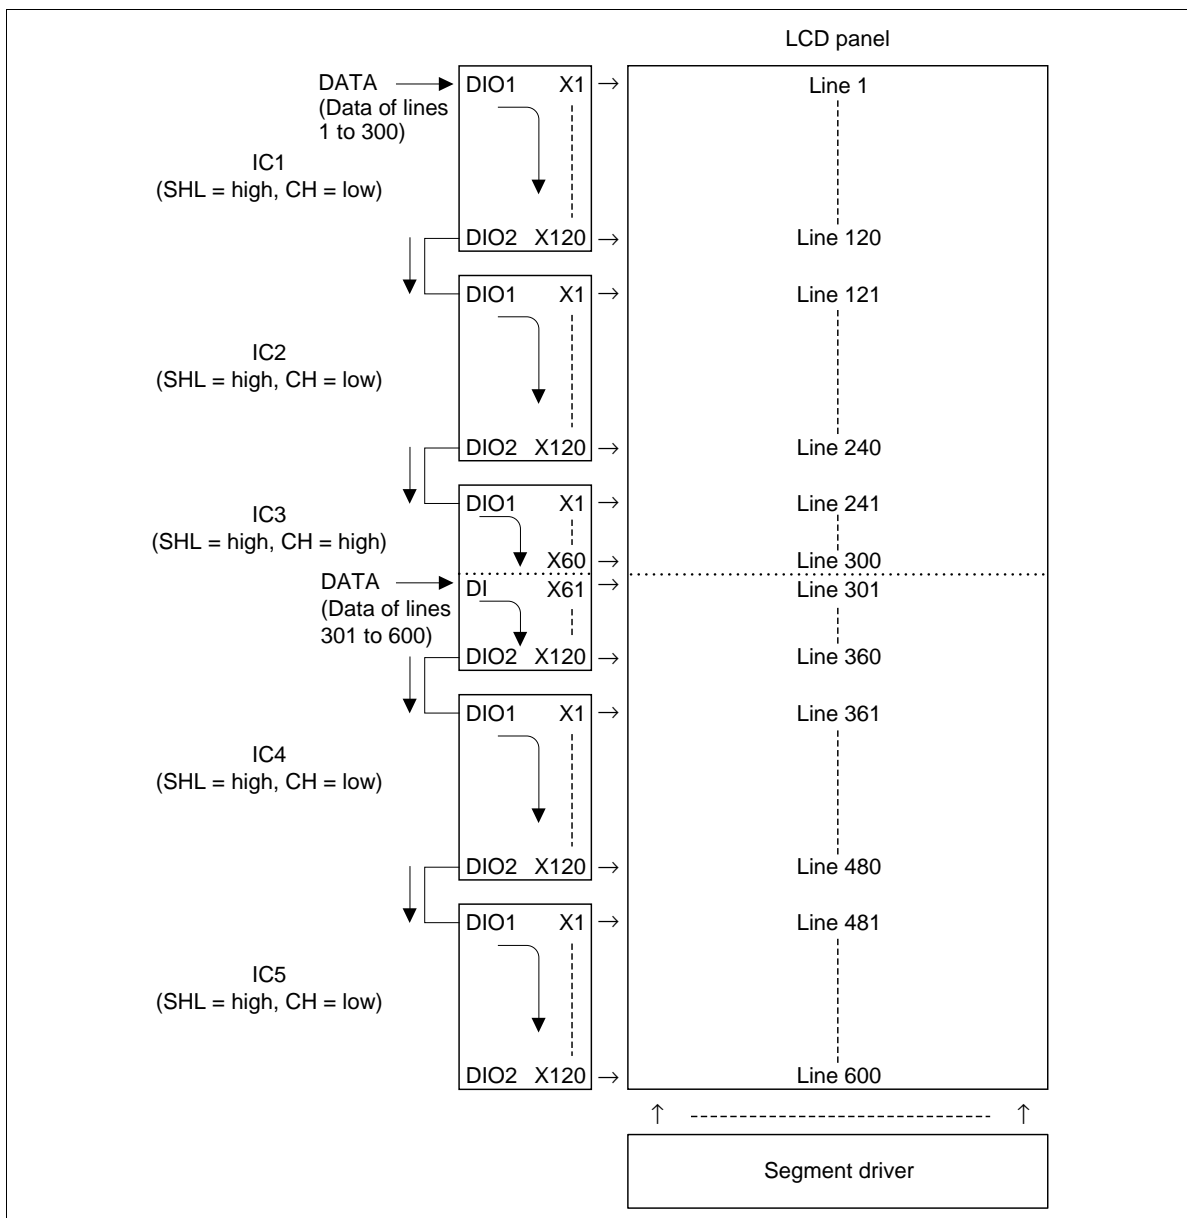 LCD panel
DATA
(Data of lines
1 to 300)
DIO1 X1 → Line 1
IC1
(SHL = high, CH = low)
DIO2 X120 → Line 120
DIO1 X1 → Line 121
IC2
(SHL = high, CH = low)
DIO2 X120 → Line 240
DIO1 X1 → Line 241
IC3
(SHL = high, CH = high)
X60 → Line 300
DATA
(Data of lines
301 to 600)
DI X61 → Line 301
DIO2 X120 → Line 360
DIO1 X1 → Line 361
IC4
(SHL = high, CH = low)
DIO2 X120 → Line 480
DIO1 X1 → Line 481
IC5
(SHL = high, CH = low)
DIO2 X120 → Line 600
Segment driver